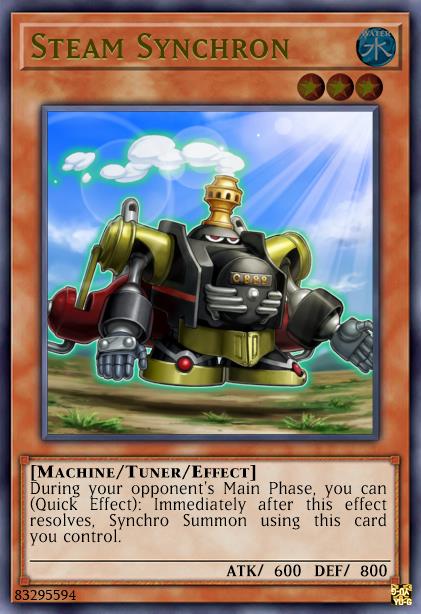 STEAM SYNCHRON
WATER
水
[MACHINE/TUNER/EFFECT]
During your opponent's Main Phase, you can
(Quick Effect): Immediately after this effect
resolves, Synchro Summon using this card
you control.
ATK/ 600 DEF/ 800
83295594